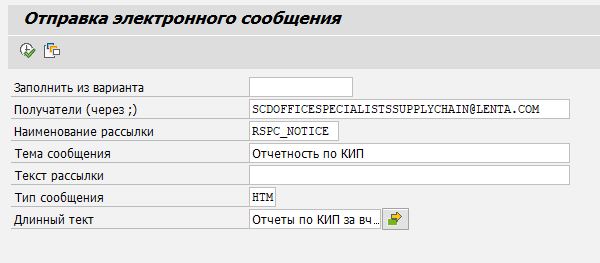 Отправка электронного сообщения
Заполнить из варианта
Получатели (через ;) SCDOFFICESPECIALISTSSUPPLYCHAIN@LENTA.COM
Наименование рассылки RSPC_NOTICE
Тема сообщения Отчетность по КИП
Текст рассылки
Тип сообщения HTM
Длинный тект Отчеты по КИП за вч...